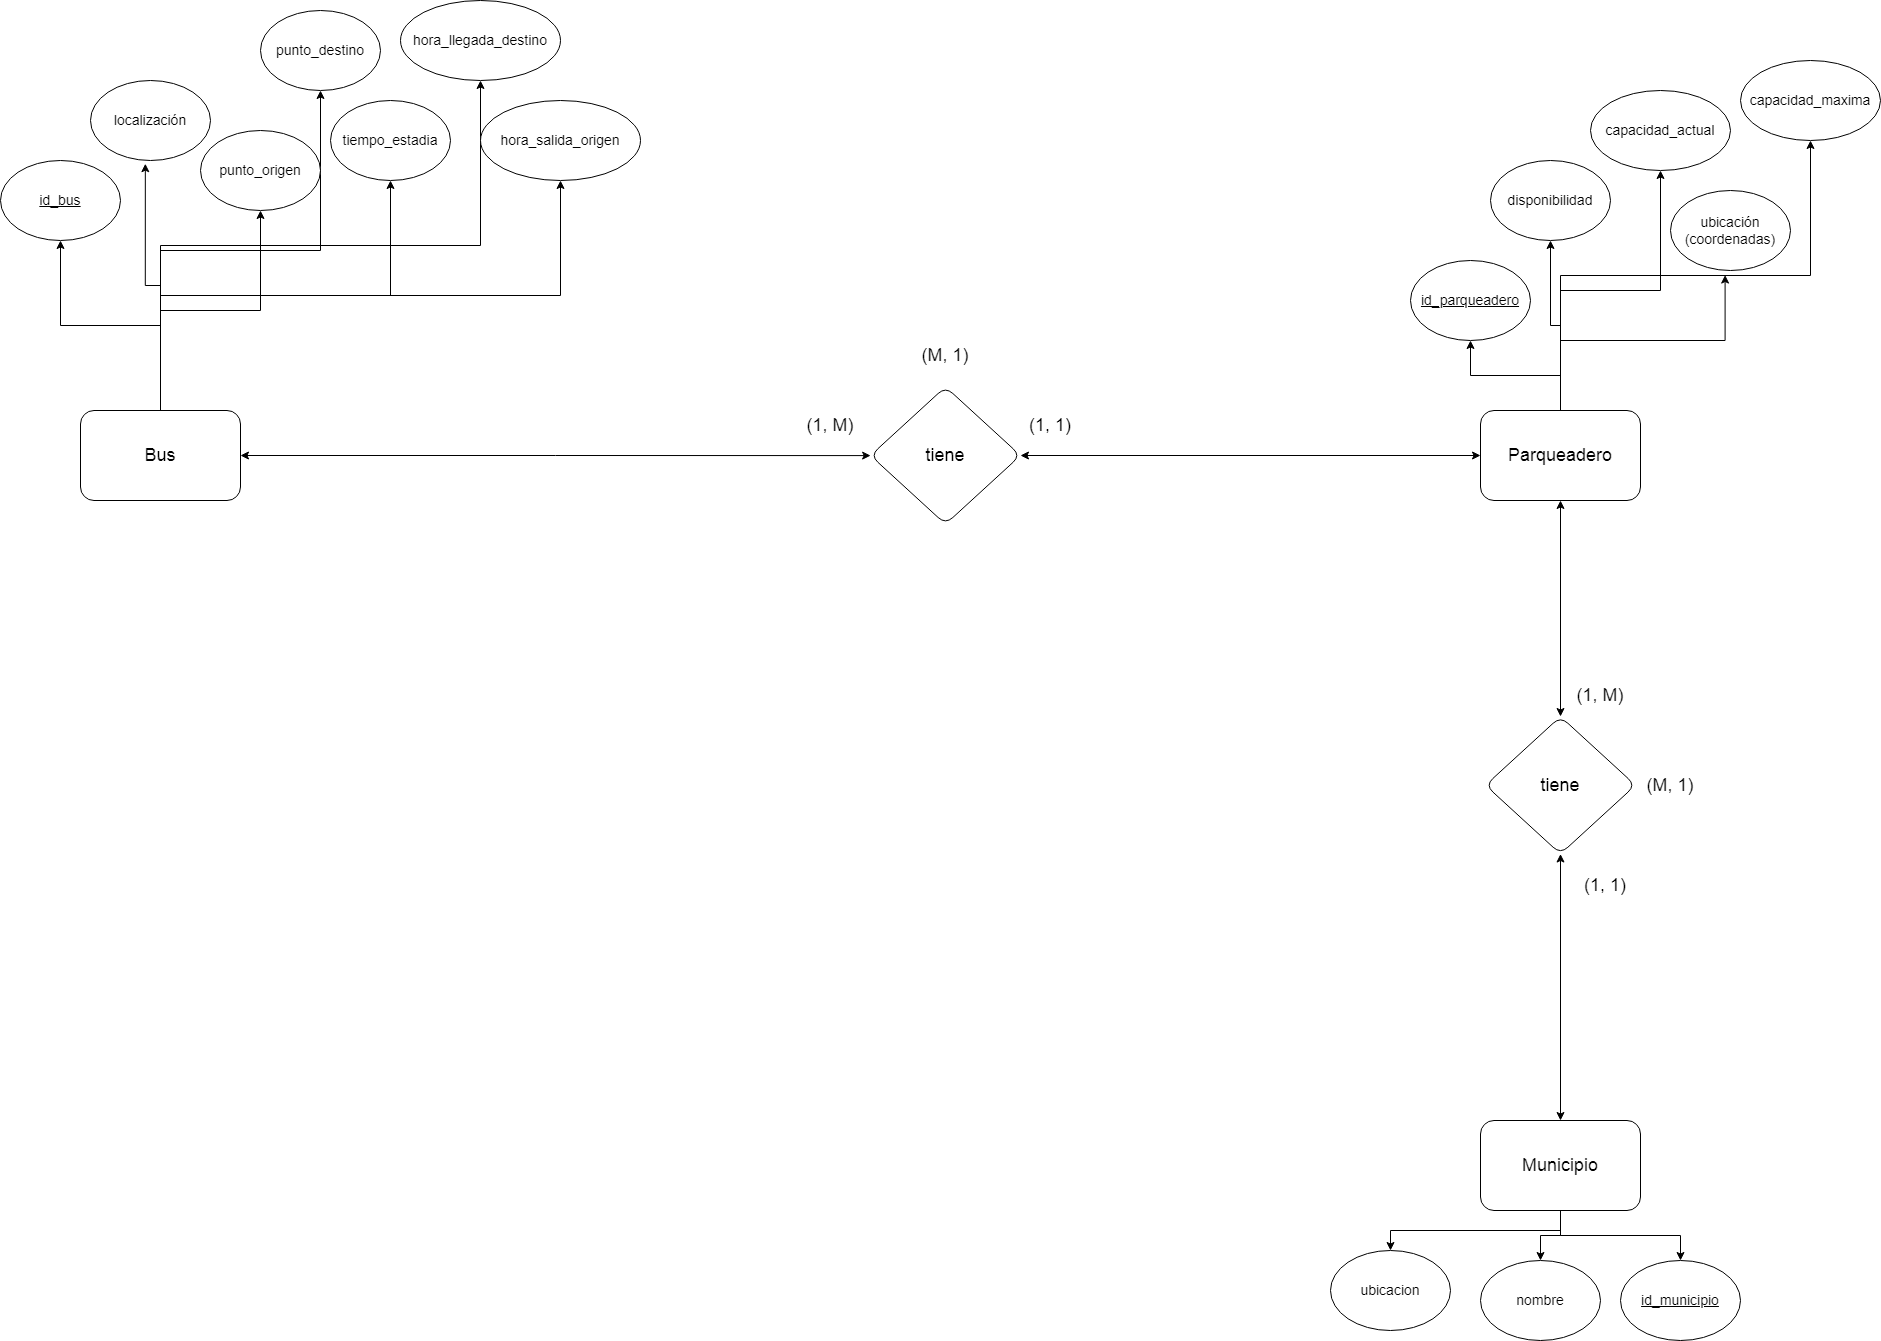 hora_llegada_destino
punto_destino
capacidad_maxima
localización
capacidad_actual
tiempo_estadia
hora_salida_origen
punto_origen
id_bus
disponibilidad
ubicación
(coordenadas)
id_parqueadero
(M, 1)
(1, M)
(1, 1)
Bus
tiene
Parqueadero
(1, M)
tiene
(M, 1)
(1, 1)
Municipio
ubicacion
nombre
id_municipio